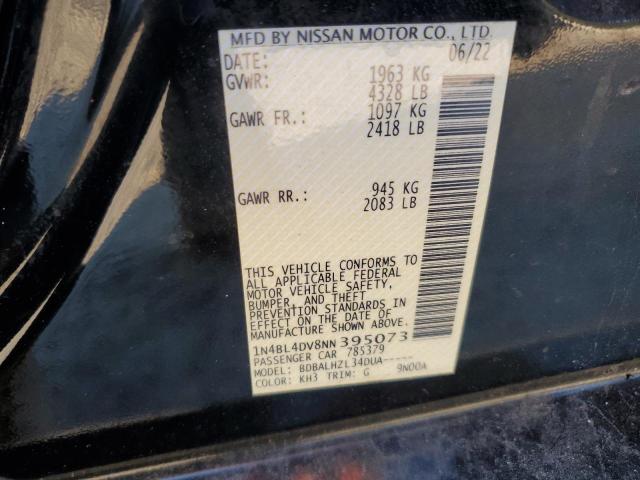 MFD BY NISSAN MOTOR CO., LTD.
DATE: 06/22
GVWR: 1963 KG
4328 LB
GAWR FR.: 1097 KG
2418 LB
GAWR RR.: 945 KG
2083 LB
THIS VEHICLE CONFORMS TO
ALL APPLICABLE FEDERAL
MOTOR VEHICLE SAFETY,
BUMPER, AND THEFT
PREVENTION STANDARDS IN
EFFECT ON THE DATE OF
MANUFACTURE SHOWN ABOVE.
1N4BL4DV8NN395073
PASSENGER CAR 785379
MODEL: BDBALHZL34DUA-----
COLOR: KH3 TRIM: G 9N00A